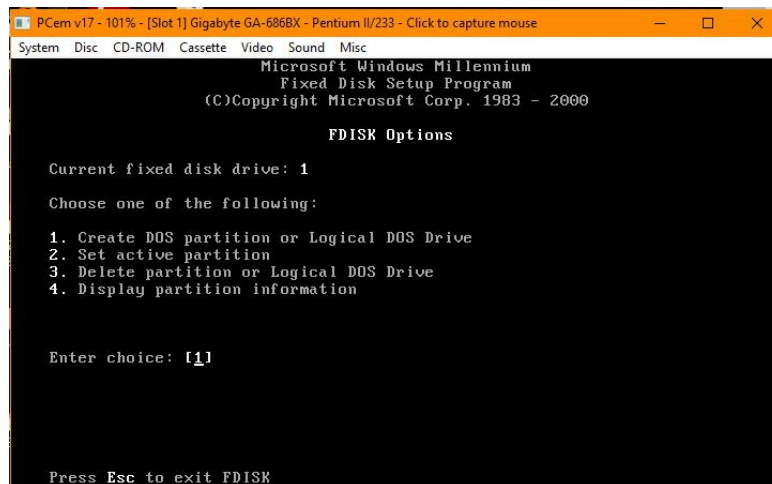 PCem v17 - 101% - [Slot 1] Gigabyte GA-686BX - Pentium II/233 - Click to capture mouse
System Disc CD-ROM Cassette Video Sound Misc
Microsoft Windows Millennium
Fixed Disk Setup Program
(C)Copyright Microsoft Corp. 1983 - 2000
FDISK Options
Current fixed disk drive: 1
Choose one of the following:
1. Create DOS partition or Logical DOS Drive
2. Set active partition
3. Delete partition or Logical DOS Drive
4. Display partition information
Enter choice: [1]
Press Esc to exit FDISK